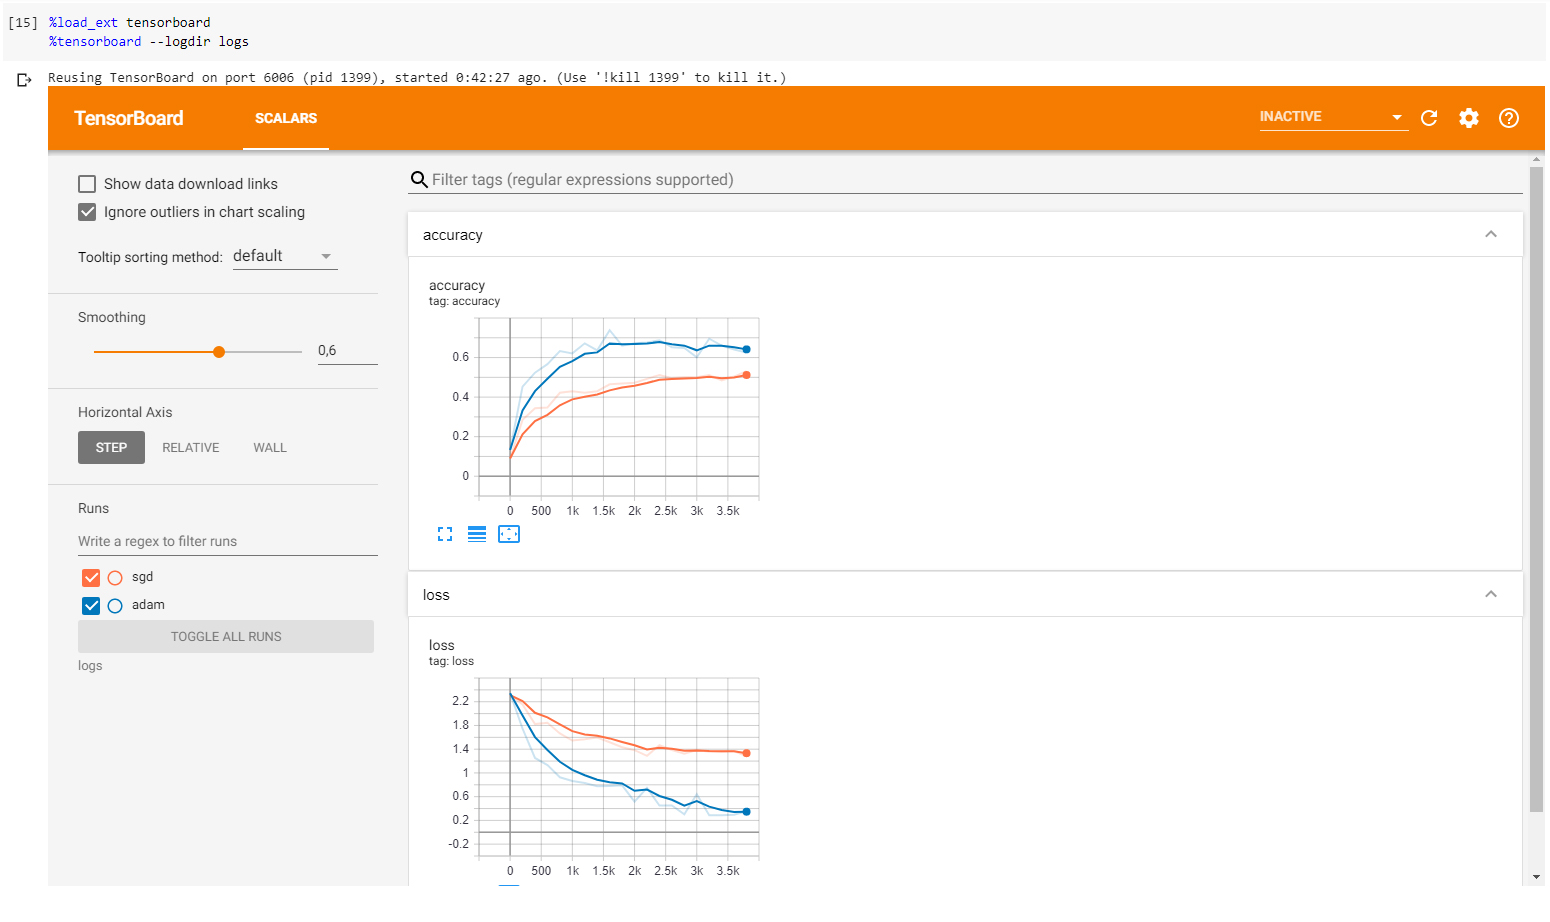 [15] %load_ext tensorboard
%tensorboard --logdir logs
Reusing TensorBoard on port 6006 (pid 1399), started 0:42:27 ago. (Use '!kill 1399' to kill it.)
TensorBoard SCALARS INACTIVE
Show data download links
Ignore outliers in chart scaling
Tooltip sorting method: default
Smoothing
0,6
Horizontal Axis
STEP RELATIVE WALL
Runs
Write a regex to filter runs
sgd
adam
TOGGLE ALL RUNS
logs
Filter tags (regular expressions supported)
accuracy
accuracy
tag: accuracy
0.6
0.4
0.2
0
0 500 1k 1.5k 2k 2.5k 3k 3.5k
loss
loss
tag: loss
2.2
1.8
1.4
1
0.6
0.2
-0.2
0 500 1k 1.5k 2k 2.5k 3k 3.5k